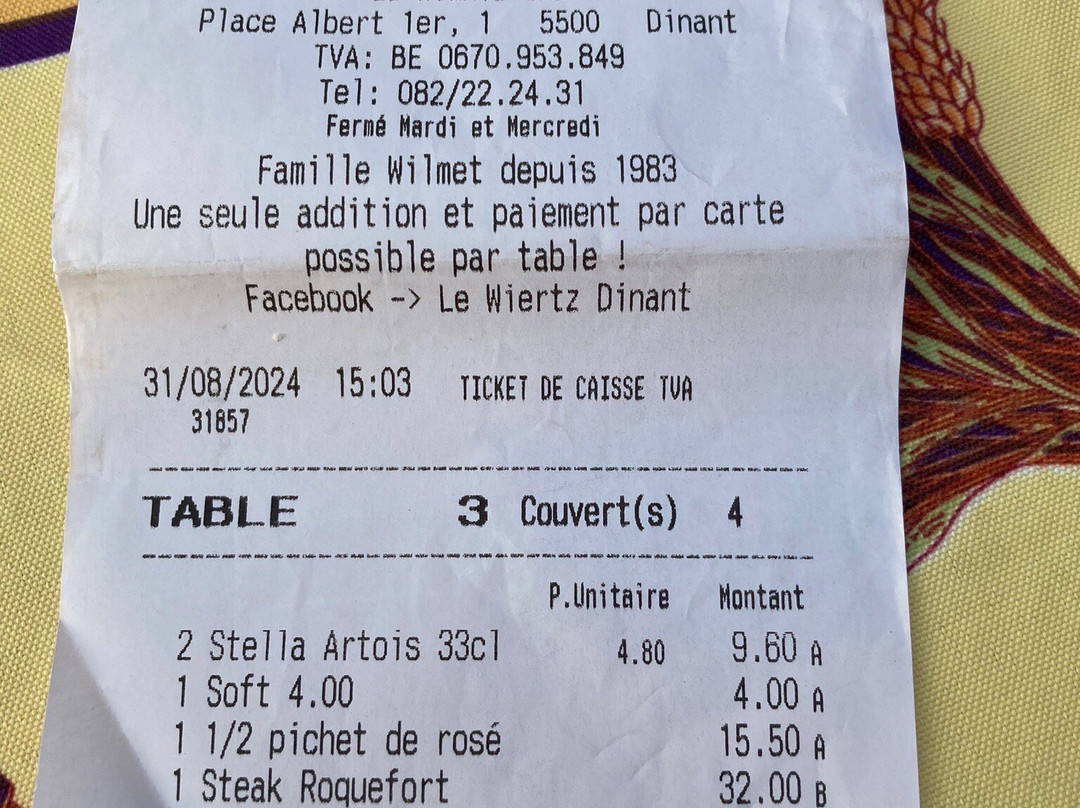 Place Albert 1er, 1 5500 Dinant
TVA: BE 0670.953.849
Tel: 082/22.24.31
Fermé Mardi et Mercredi
Famille Wilmet depuis 1983
Une seule addition et paiement par carte
possible par table !
Facebook -> Le Wiertz Dinant
31/08/2024 15:03 TICKET DE CAISSE TVA
31857
TABLE 3 Couvert(s) 4
P.Unitaire Montant
2 Stella Artois 33cl 4.80 9.60 A
1 Soft 4.00 4.00 A
1 1/2 pichet de rosé 15.50 A
1 Steak Roquefort 32.00 B